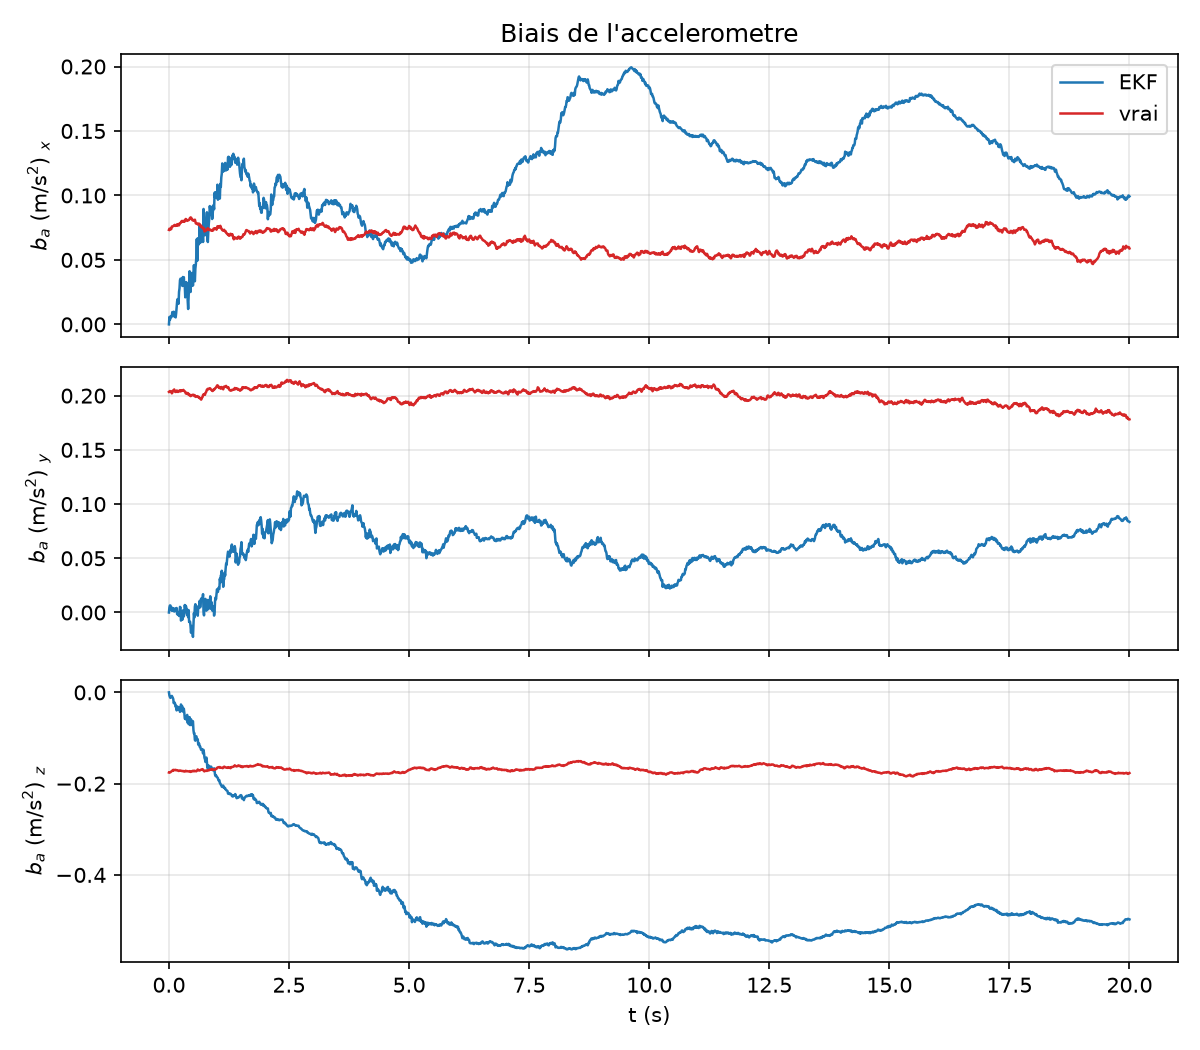 Biais de l'accelerometre
0.20
0.15
0.10
0.05
0.00
b_a (m/s²) x
EKF
vrai
0.20
0.15
0.10
0.05
0.00
b_a (m/s²) y
0.0
−0.2
−0.4
b_a (m/s²) z
0.0 2.5 5.0 7.5 10.0 12.5 15.0 17.5 20.0
t (s)